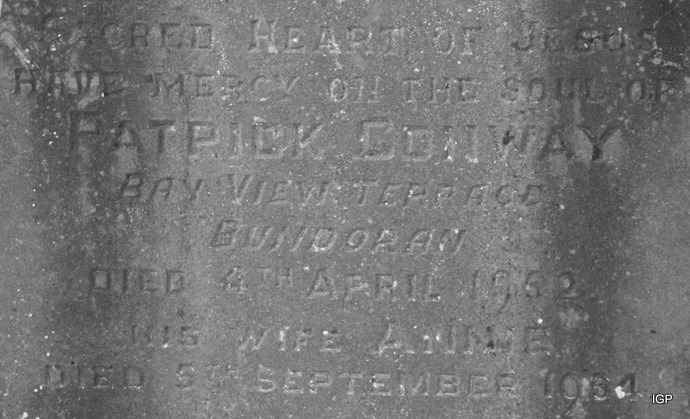 SACRED HEART OF JESUS
HAVE MERCY ON THE SOUL OF
PATRICK CONWAY
BAY VIEW TERRACE
BUNDORAN
DIED 4TH APRIL 1962
HIS WIFE ANNIE
DIED 5TH SEPTEMBER 1984
IGP